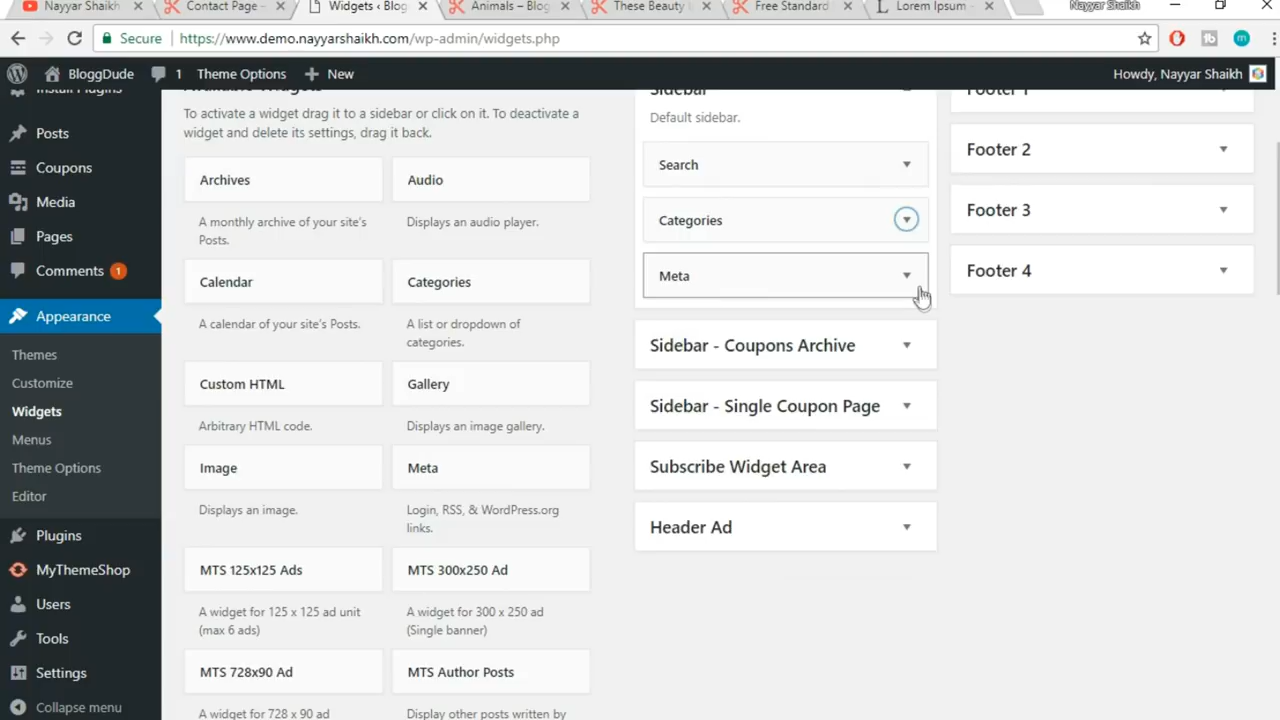 Nayyar Shaikh
Contact Page –
Widgets ‹ Blog
Animals – Blog
These Beauty
Free Standard
Lorem Ipsum –
Nayyar Shaikh
Secure
https://www.demo.nayyarshaikh.com/wp-admin/widgets.php
BloggDude
1
Theme Options
New
Howdy, Nayyar Shaikh
Install Plugins
Posts
Coupons
Media
Pages
Comments 1
Appearance
Themes
Customize
Widgets
Menus
Theme Options
Editor
Plugins
MyThemeShop
Users
Tools
Settings
Collapse menu
Available Widgets
To activate a widget drag it to a sidebar or click on it. To deactivate a
widget and delete its settings, drag it back.
Archives
A monthly archive of your site's
Posts.
Audio
Displays an audio player.
Calendar
A calendar of your site's Posts.
Categories
A list or dropdown of
categories.
Custom HTML
Arbitrary HTML code.
Gallery
Displays an image gallery.
Image
Displays an image.
Meta
Login, RSS, & WordPress.org
links.
MTS 125x125 Ads
A widget for 125 x 125 ad unit
(max 6 ads)
MTS 300x250 Ad
A widget for 300 x 250 ad
(Single banner)
MTS 728x90 Ad
A widget for 728 x 90 ad
MTS Author Posts
Display other posts written by
Sidebar
Default sidebar.
Search
Categories
Meta
Sidebar - Coupons Archive
Sidebar - Single Coupon Page
Subscribe Widget Area
Header Ad
Footer 1
Footer 2
Footer 3
Footer 4